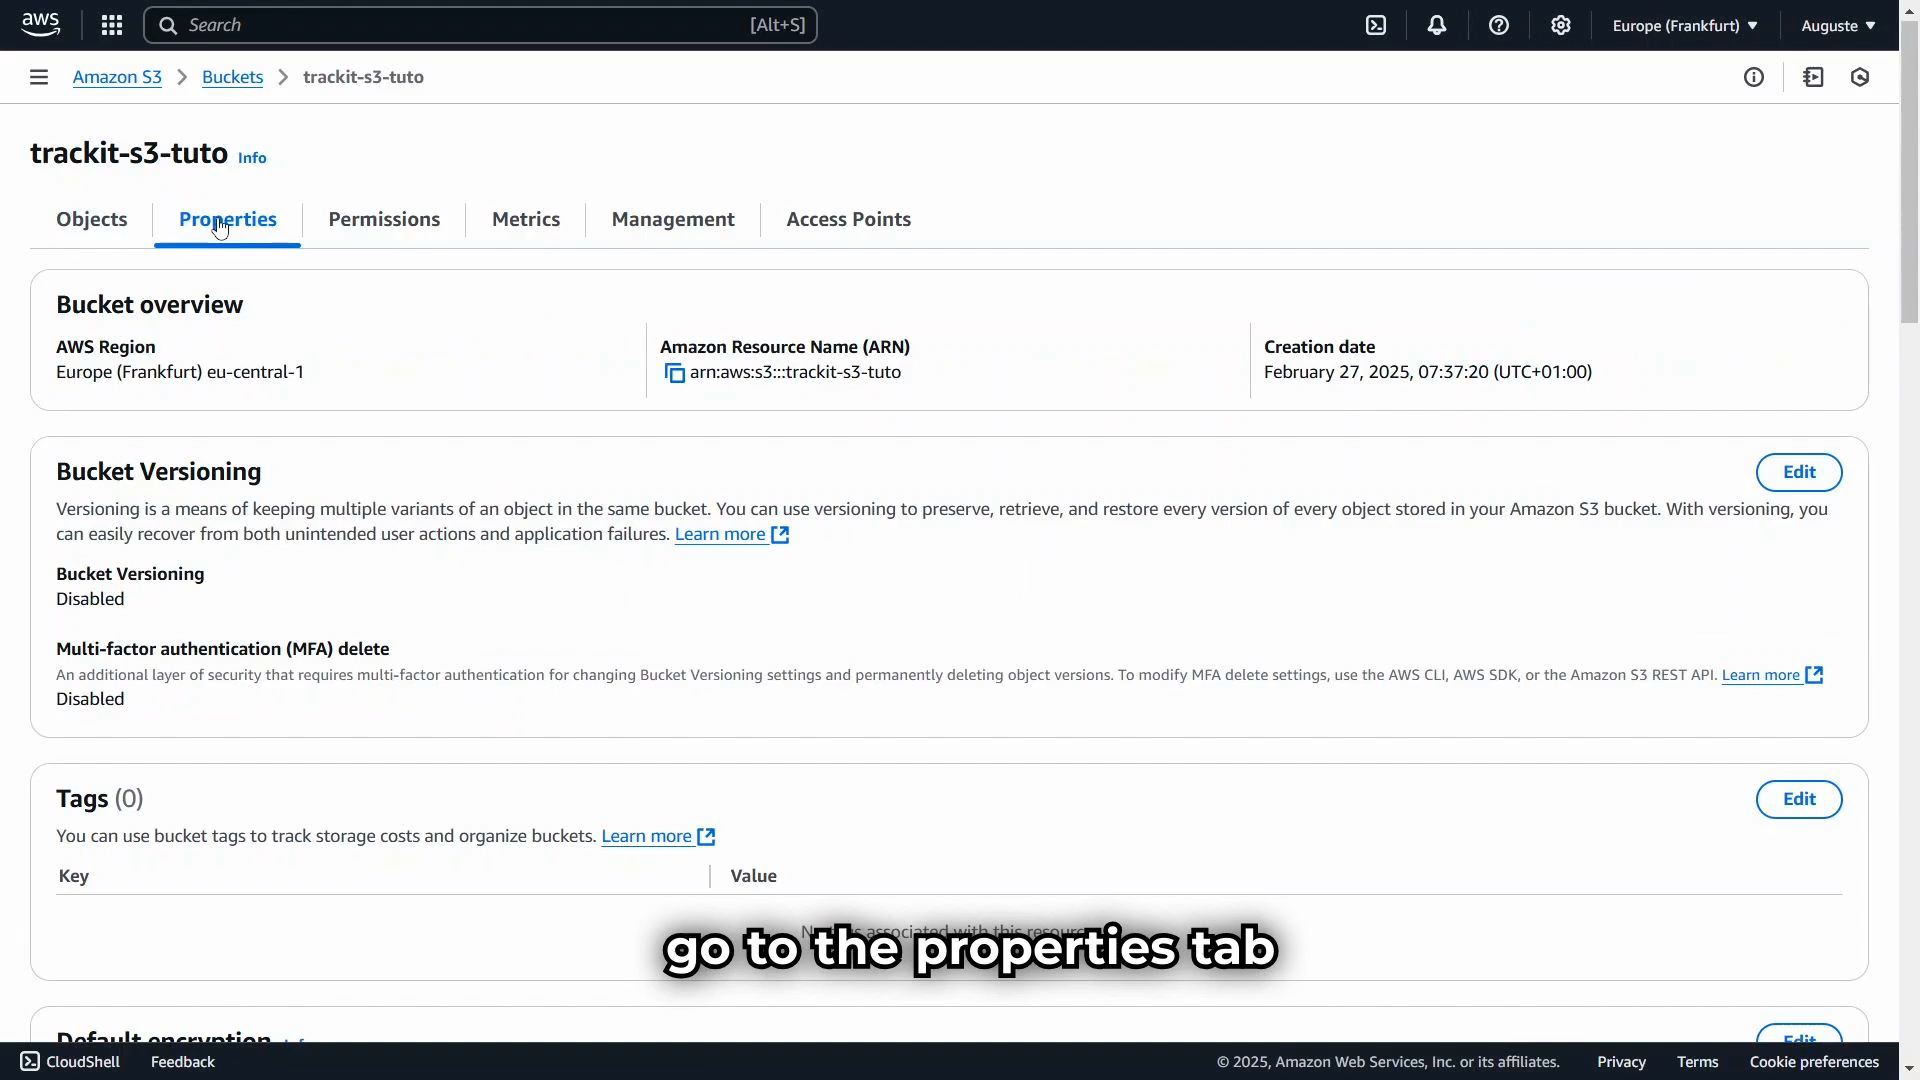 aws
Search [Alt+S]
Europe (Frankfurt)
Auguste
Amazon S3 > Buckets > trackit-s3-tuto
trackit-s3-tuto Info
Objects
Properties
Permissions
Metrics
Management
Access Points
Bucket overview
AWS Region
Europe (Frankfurt) eu-central-1
Amazon Resource Name (ARN)
arn:aws:s3:::trackit-s3-tuto
Creation date
February 27, 2025, 07:37:20 (UTC+01:00)
Bucket Versioning
Edit
Versioning is a means of keeping multiple variants of an object in the same bucket. You can use versioning to preserve, retrieve, and restore every version of every object stored in your Amazon S3 bucket. With versioning, you
can easily recover from both unintended user actions and application failures. Learn more
Bucket Versioning
Disabled
Multi-factor authentication (MFA) delete
An additional layer of security that requires multi-factor authentication for changing Bucket Versioning settings and permanently deleting object versions. To modify MFA delete settings, use the AWS CLI, AWS SDK, or the Amazon S3 REST API. Learn more
Disabled
Tags (0)
Edit
You can use bucket tags to track storage costs and organize buckets. Learn more
Key
Value
associated with this
go to the properties tab
Default encryption
Edit
CloudShell
Feedback
© 2025, Amazon Web Services, Inc. or its affiliates.
Privacy
Terms
Cookie preferences